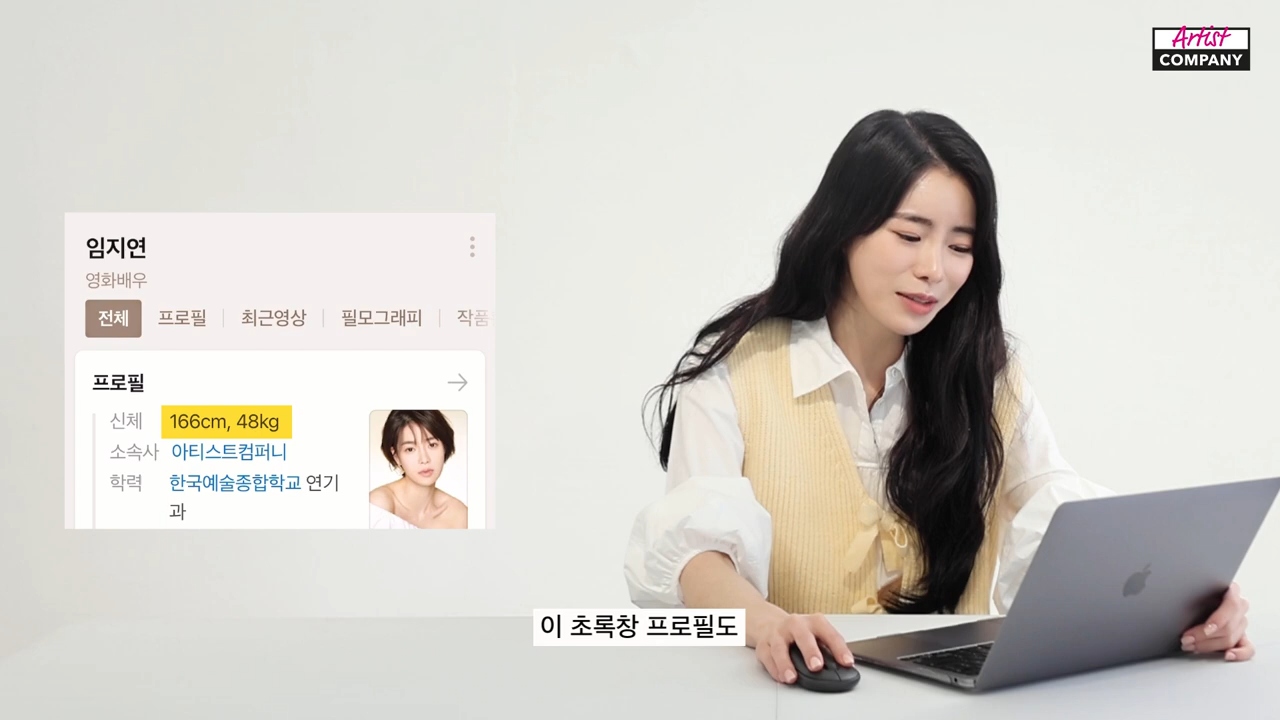 Artist
COMPANY
임지연
영화배우
전체 프로필 최근영상 필모그래피 작품
프로필
신체 166cm, 48kg
소속사 아티스트컴퍼니
학력 한국예술종합학교 연기
과
이 초록창 프로필도